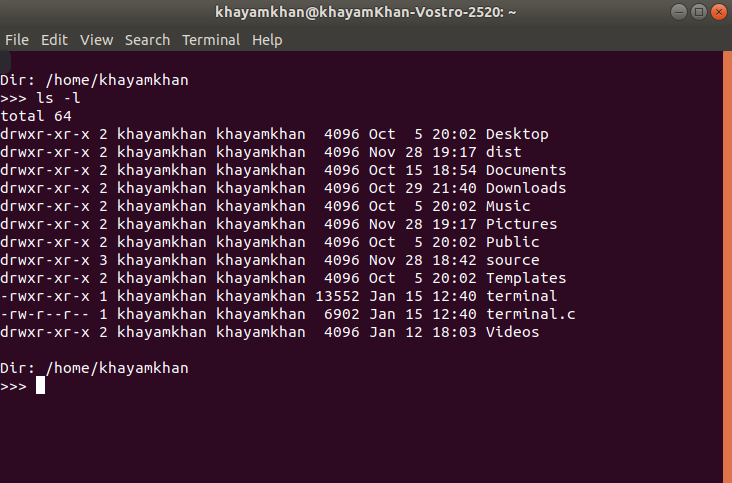 khayamkhan@khayamKhan-Vostro-2520: ~
File Edit View Search Terminal Help
Dir: /home/khayamkhan
>>> ls -l
total 64
drwxr-xr-x 2 khayamkhan khayamkhan  4096 Oct  5 20:02 Desktop
drwxr-xr-x 2 khayamkhan khayamkhan  4096 Nov 28 19:17 dist
drwxr-xr-x 2 khayamkhan khayamkhan  4096 Oct 15 18:54 Documents
drwxr-xr-x 2 khayamkhan khayamkhan  4096 Oct 29 21:40 Downloads
drwxr-xr-x 2 khayamkhan khayamkhan  4096 Oct  5 20:02 Music
drwxr-xr-x 2 khayamkhan khayamkhan  4096 Nov 28 19:17 Pictures
drwxr-xr-x 2 khayamkhan khayamkhan  4096 Oct  5 20:02 Public
drwxr-xr-x 3 khayamkhan khayamkhan  4096 Nov 28 18:42 source
drwxr-xr-x 2 khayamkhan khayamkhan  4096 Oct  5 20:02 Templates
-rwxr-xr-x 1 khayamkhan khayamkhan 13552 Jan 15 12:40 terminal
-rw-r--r-- 1 khayamkhan khayamkhan  6902 Jan 15 12:40 terminal.c
drwxr-xr-x 2 khayamkhan khayamkhan  4096 Jan 12 18:03 Videos
Dir: /home/khayamkhan
>>>